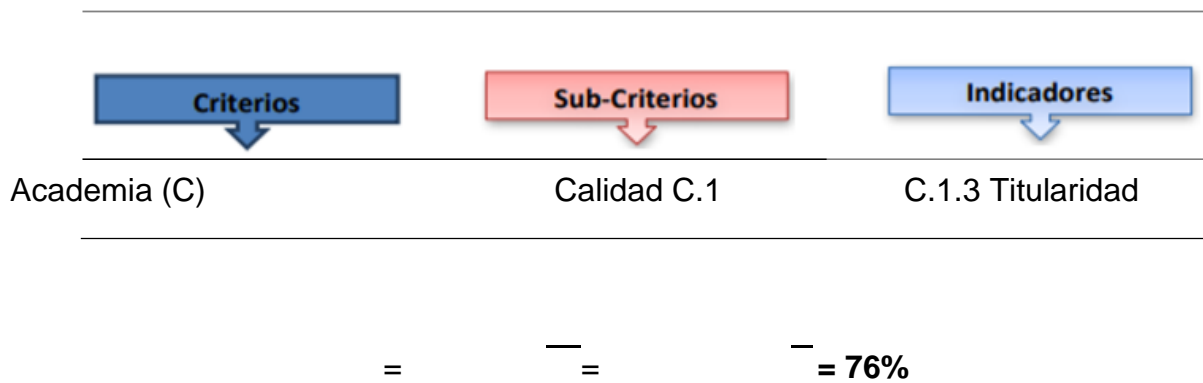 Criterios Sub-Criterios Indicadores
Academia (C) Calidad C.1 C.1.3 Titularidad
= = = 76%